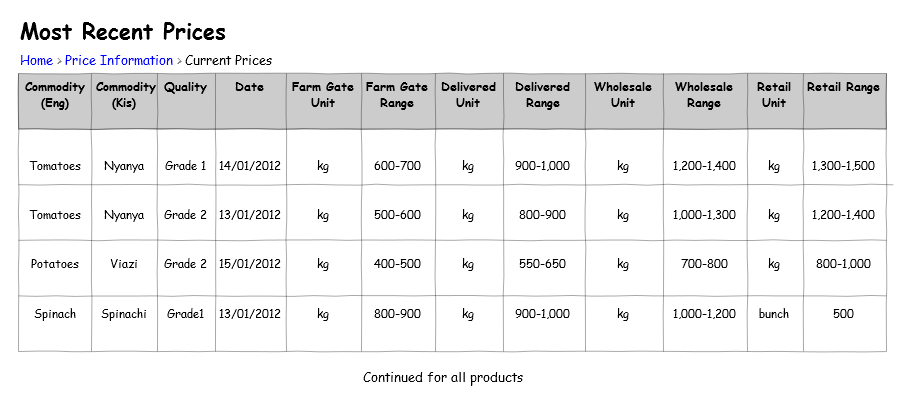 Most Recent Prices
Home > Price Information > Current Prices
Commodity (Eng) Commodity (Kis) Quality Date Farm Gate Unit Farm Gate Range Delivered Unit Delivered Range Wholesale Unit Wholesale Range Retail Unit Retail Range
Tomatoes Nyanya Grade 1 14/01/2012 kg 600-700 kg 900-1,000 kg 1,200-1,400 kg 1,300-1,500
Tomatoes Nyanya Grade 2 13/01/2012 kg 500-600 kg 800-900 kg 1,000-1,300 kg 1,200-1,400
Potatoes Viazi Grade 2 15/01/2012 kg 400-500 kg 550-650 kg 700-800 kg 800-1,000
Spinach Spinachi Grade1 13/01/2012 kg 800-900 kg 900-1,000 kg 1,000-1,200 bunch 500
Continued for all products